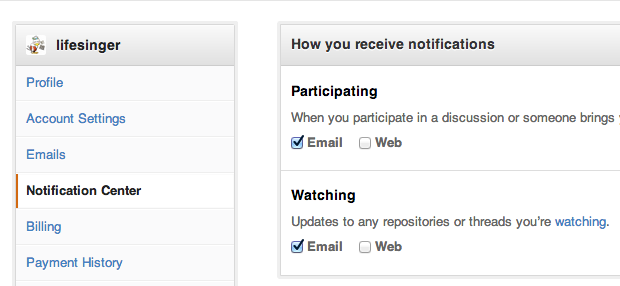 lifesinger
Profile
Account Settings
Emails
Notification Center
Billing
Payment History
How you receive notifications
Participating
When you participate in a discussion or someone brings
Email Web
Watching
Updates to any repositories or threads you're watching.
Email Web